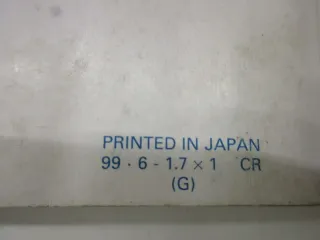 PRINTED IN JAPAN
99 · 6 - 1.7 × 1 CR
(G)